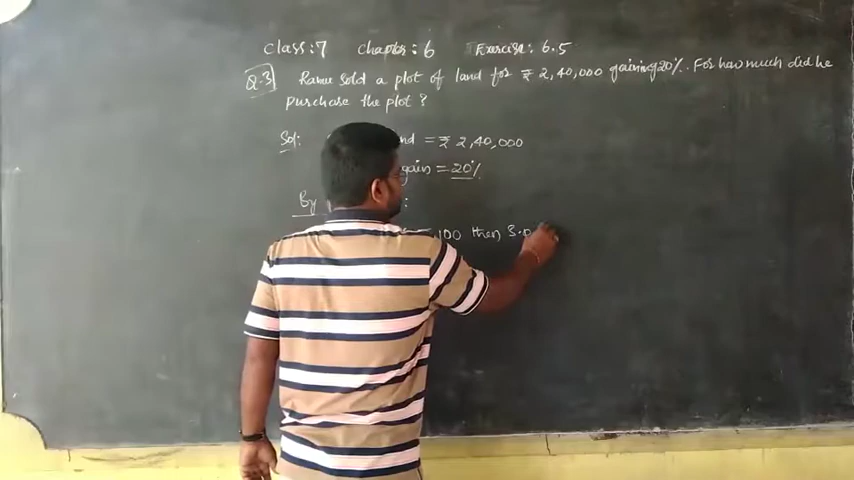 Class: 7 Chapter: 6 Exercise: 6.5
Q.3 Ramu sold a plot of land for ₹ 2,40,000 gaining 20%. For how much did he
purchase the plot ?
Sol: nd = ₹ 2,40,000
gain = 20%
By :
= 100 then S.P